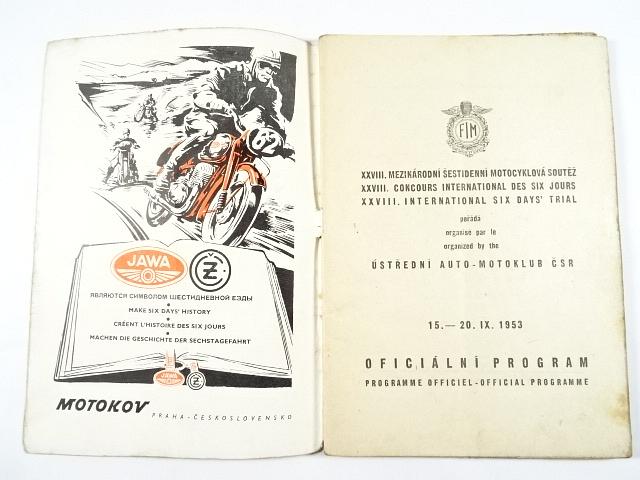 62
JAWA
ČZ
ЯВЛЯЮТСЯ СИМВОЛОМ ШЕСТИДНЕВНОЙ ЕЗДЫ
MAKE SIX DAYS' HISTORY
CRÉENT L'HISTOIRE DES SIX JOURS
MACHEN DIE GESCHICHTE DER SECHSTAGEFAHRT
JAWA
ČZ
MOTOKOV
PRAHA-ČESKOSLOVENSKO
FIM
XXVIII. MEZINÁRODNÍ ŠESTIDENNÍ MOTOCYKLOVÁ SOUTĚŽ
XXVIII. CONCOURS INTERNATIONAL DES SIX JOURS
XXVIII. INTERNATIONAL SIX DAYS' TRIAL
pořádá
organisé par le
organized by the
ÚSTŘEDNÍ AUTO-MOTOKLUB ČSR
15.— 20. IX. 1953
OFICIÁLNÍ PROGRAM
PROGRAMME OFFICIEL-OFFICIAL PROGRAMME